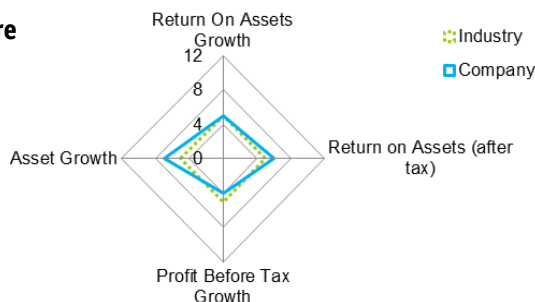 re
Return On Assets
Growth
Industry
Company
12
8
4
0
Asset Growth
Return on Assets (after
tax)
Profit Before Tax
Growth